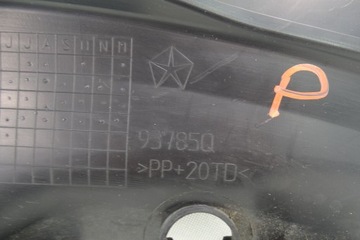 J J A S O N D
P
93785Q
>PP+20TD<